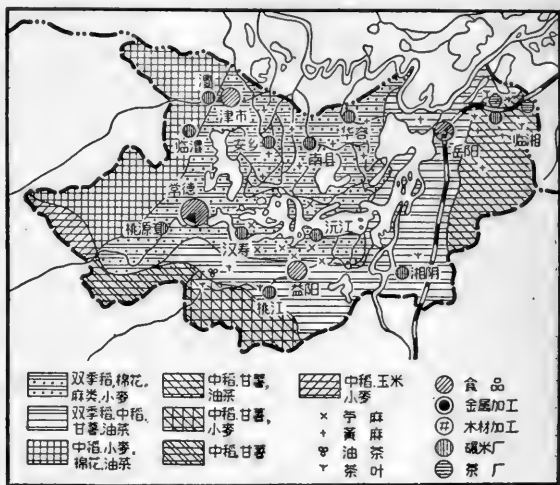 澧
津市
临澧
安乡
南县
华容
岳阳
临湘
常德
桃源
汉寿
沅江
益阳
湘阴
桃江
双季稻、棉花。
麻类、小麥
双季稻、中稻、
甘薯、油茶
中稻、小麥。
棉花、油茶
中稻、甘薯。
油茶
中稻、甘薯。
小麥
中稻、甘薯
中稻、玉米
小麥
苧麻
黃麻
油茶
茶叶
食品
金属加工
木材加工
碾米厂
茶厂